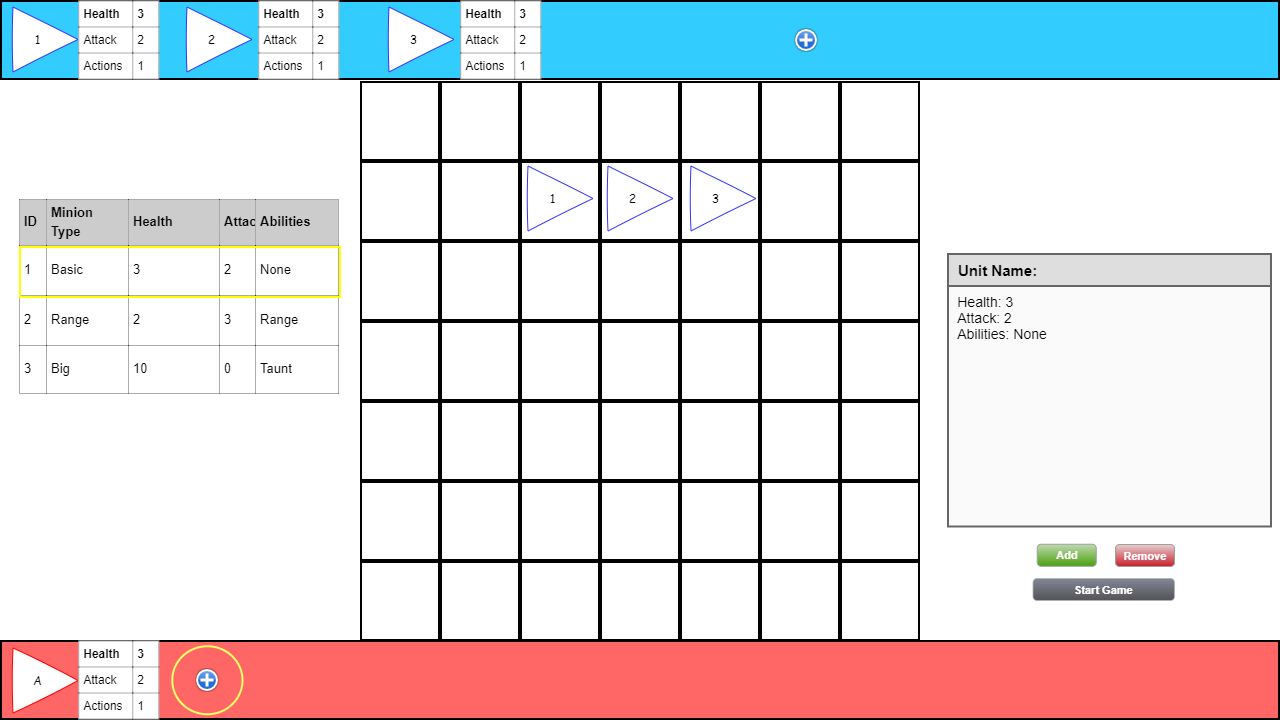 1 Health 3 2 Health 3 3 Health 3
Attack 2 Attack 2 Attack 2
Actions 1 Actions 1 Actions 1
1 2 3
ID Minion Type Health Attac Abilities
1 Basic 3 2 None
2 Range 2 3 Range
3 Big 10 0 Taunt
Unit Name:
Health: 3
Attack: 2
Abilities: None
Add Remove
Start Game
A Health 3
Attack 2
Actions 1